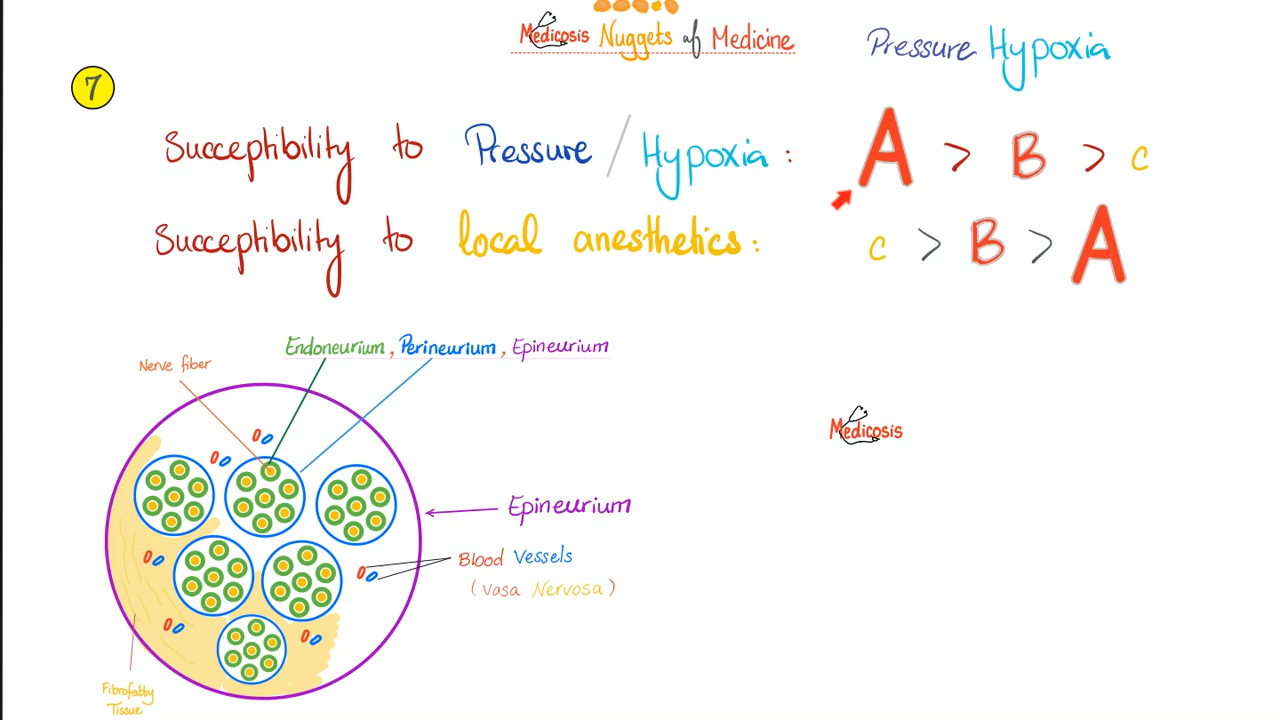 Medicosis Nuggets of Medicine
Pressure Hypoxia
7
Succeptibility to Pressure / Hypoxia : A > B > c
Succeptibility to local anesthetics : c > B > A
Endoneurium , Perineurium , Epineurium
Nerve fiber
Medicosis
Epineurium
Blood Vessels
(Vasa Nervosa)
Fibrofatty
Tissue